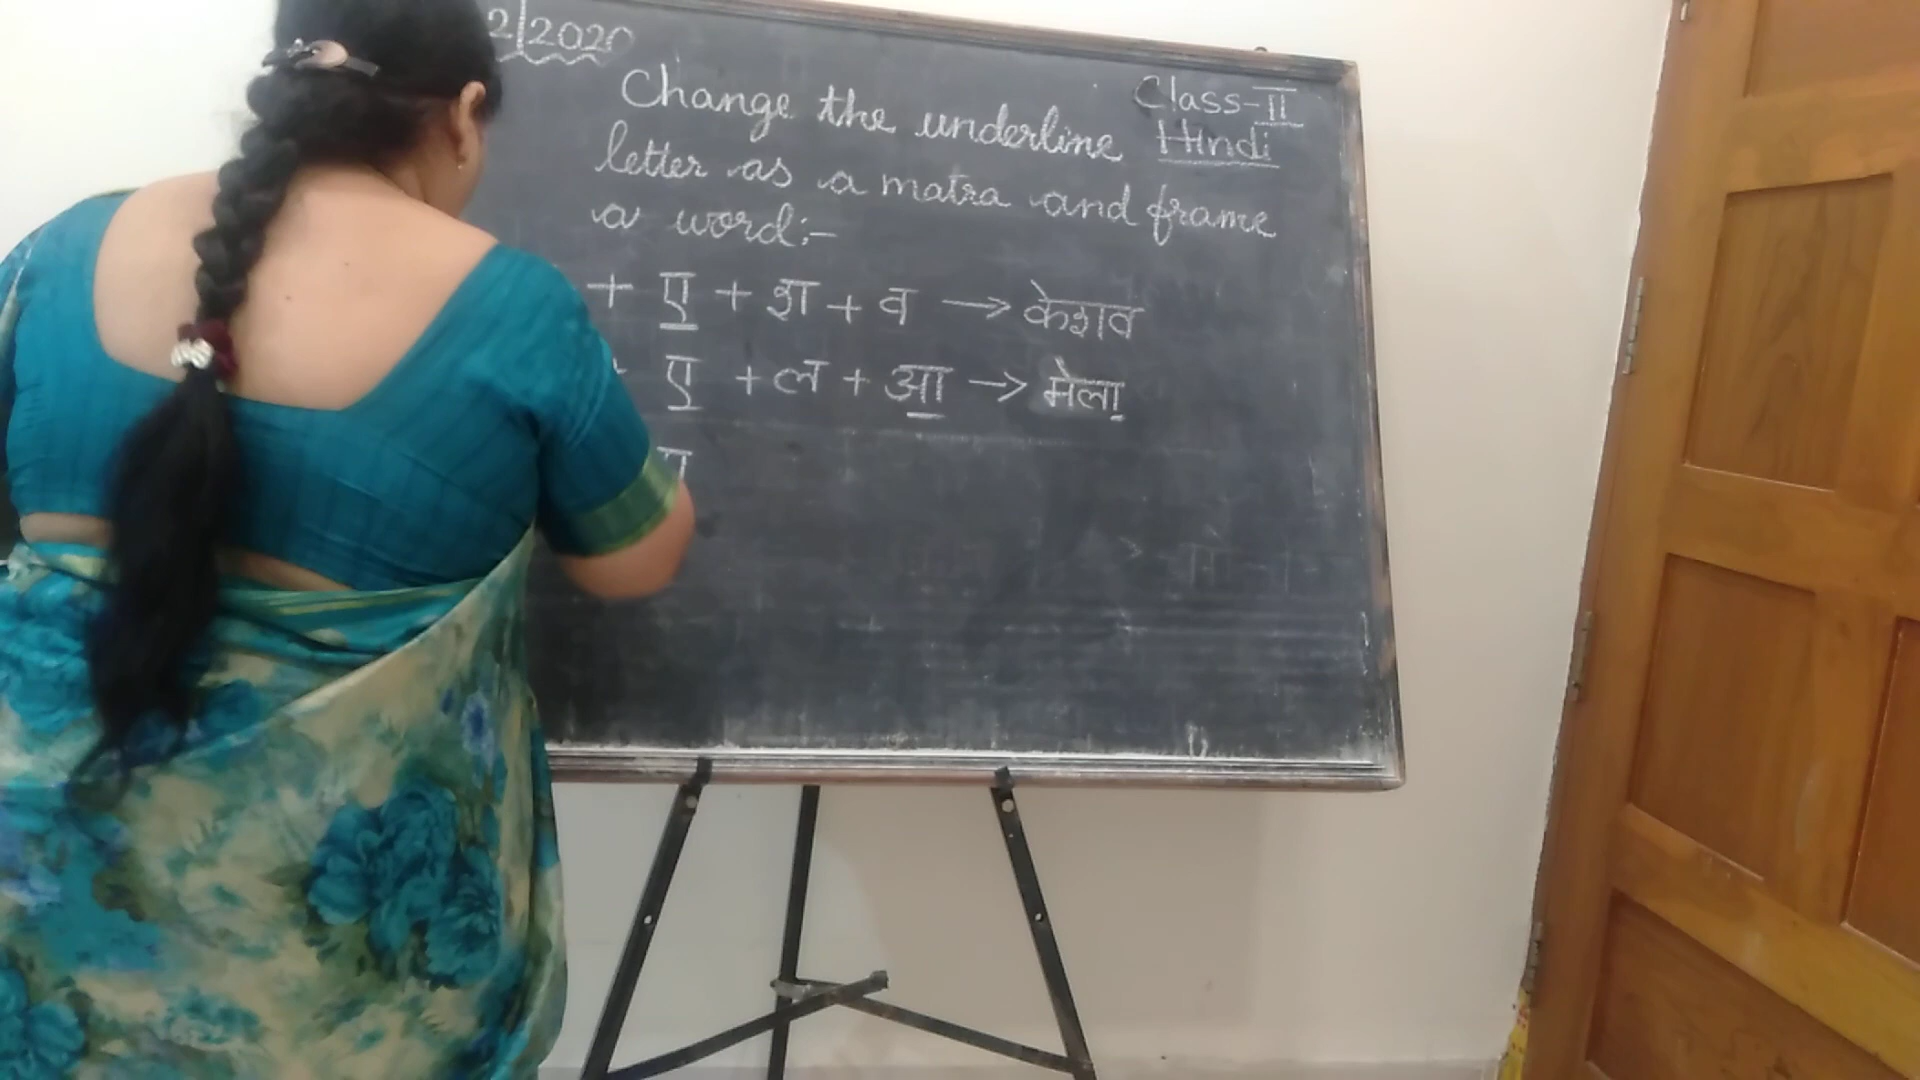 2|2020
Class-II
Hindi
Change the underline
letter as a matra and frame
a word:-
+ ए + श + व → केशव
ए + ल + आ → मेला
ए